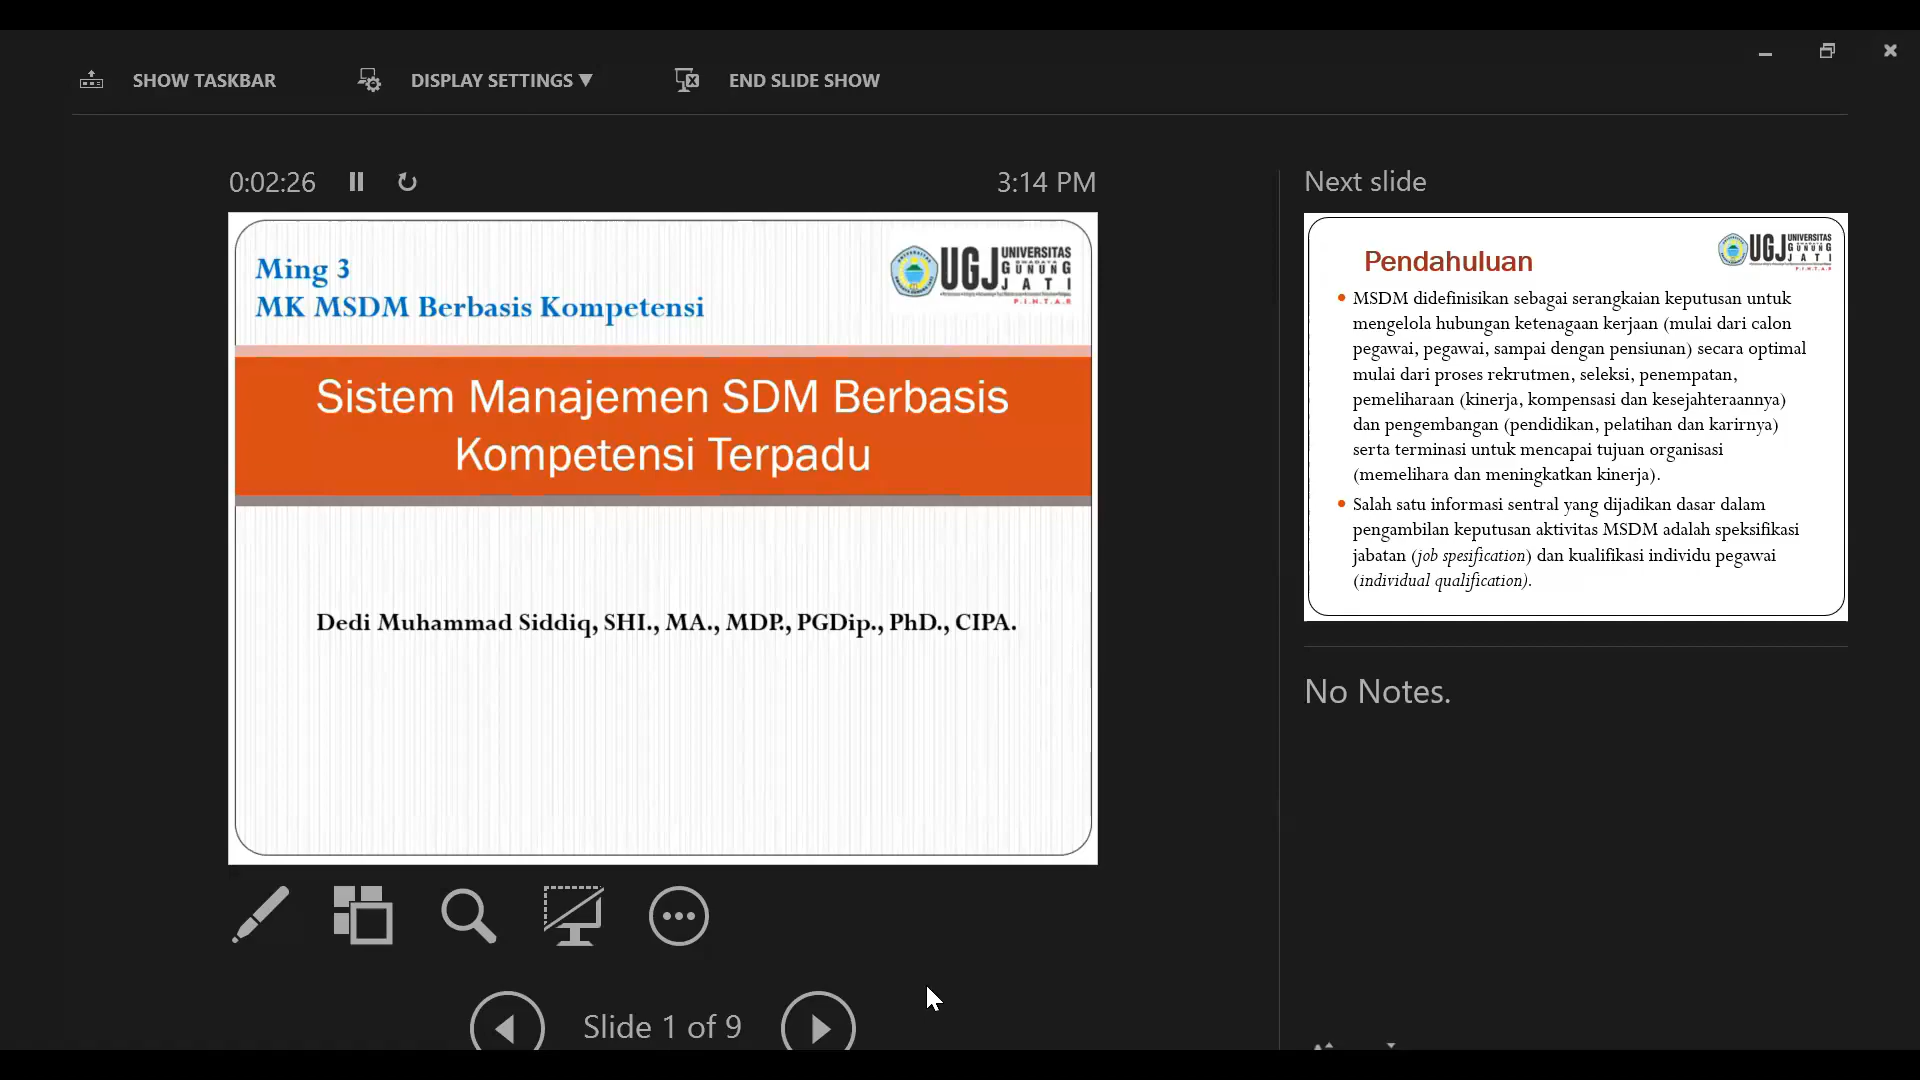 SHOW TASKBAR
DISPLAY SETTINGS ▼
END SLIDE SHOW
0:02:26
3:14 PM
Ming 3
MK MSDM Berbasis Kompetensi
UGJ UNIVERSITAS
SWADAYA
GUNUNG
JATI
P.I.N.T.A.R
Sistem Manajemen SDM Berbasis
Kompetensi Terpadu
Dedi Muhammad Siddiq, SHI., MA., MDP., PGDip., PhD., CIPA.
Slide 1 of 9
Next slide
Pendahuluan
UGJ UNIVERSITAS
GUNUNG
JATI
P.I.N.T.A.R
• MSDM didefinisikan sebagai serangkaian keputusan untuk
mengelola hubungan ketenagaan kerjaan (mulai dari calon
pegawai, pegawai, sampai dengan pensiunan) secara optimal
mulai dari proses rekrutmen, seleksi, penempatan,
pemeliharaan (kinerja, kompensasi dan kesejahteraannya)
dan pengembangan (pendidikan, pelatihan dan karirnya)
serta terminasi untuk mencapai tujuan organisasi
(memelihara dan meningkatkan kinerja).
• Salah satu informasi sentral yang dijadikan dasar dalam
pengambilan keputusan aktivitas MSDM adalah speksifikasi
jabatan (job spesification) dan kualifikasi individu pegawai
(individual qualification).
No Notes.